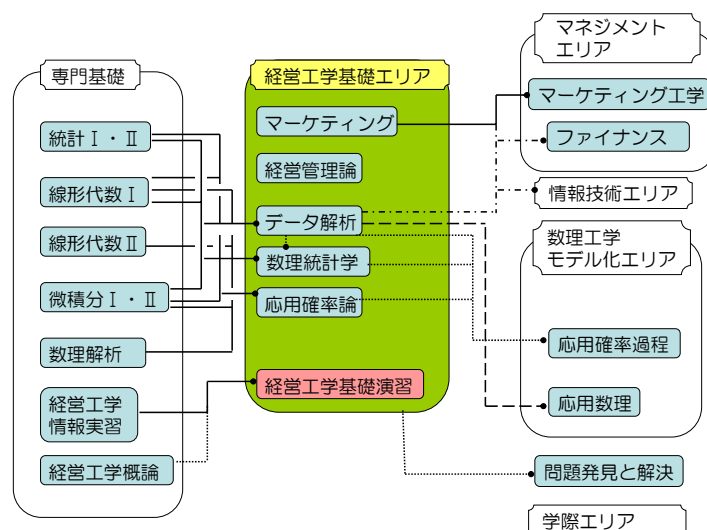 専門基礎
統計Ⅰ・Ⅱ
線形代数Ⅰ
線形代数Ⅱ
微積分Ⅰ・Ⅱ
数理解析
経営工学
情報実習
経営工学概論
経営工学基礎エリア
マーケティング
経営管理論
データ解析
数理統計学
応用確率論
経営工学基礎演習
マネジメント
エリア
マーケティング工学
ファイナンス
情報技術エリア
数理工学
モデル化エリア
応用確率過程
応用数理
問題発見と解決
学際エリア